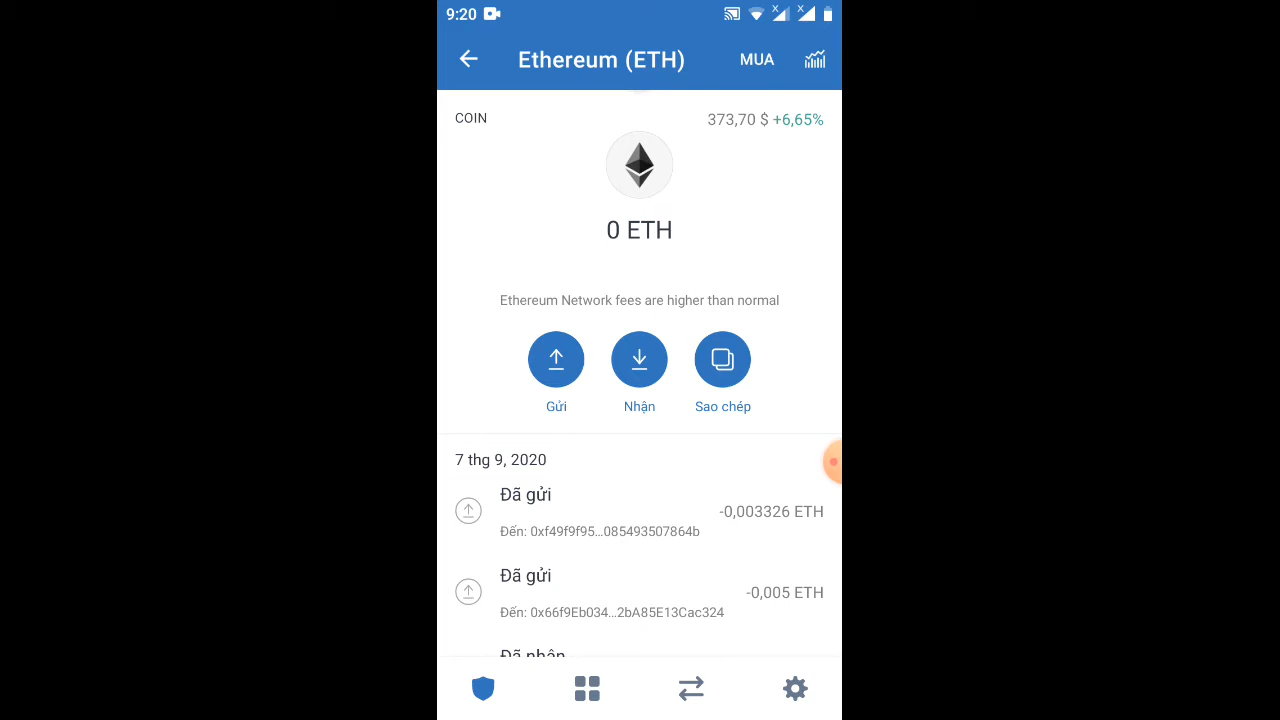 9:20
Ethereum (ETH) MUA
COIN 373,70 $ +6,65%
0 ETH
Ethereum Network fees are higher than normal
Gửi Nhận Sao chép
7 thg 9, 2020
Đã gửi
-0,003326 ETH
Đến: 0xf49f9f95...085493507864b
Đã gửi
-0,005 ETH
Đến: 0x66f9Eb034...2bA85E13Cac324
Đã nhận